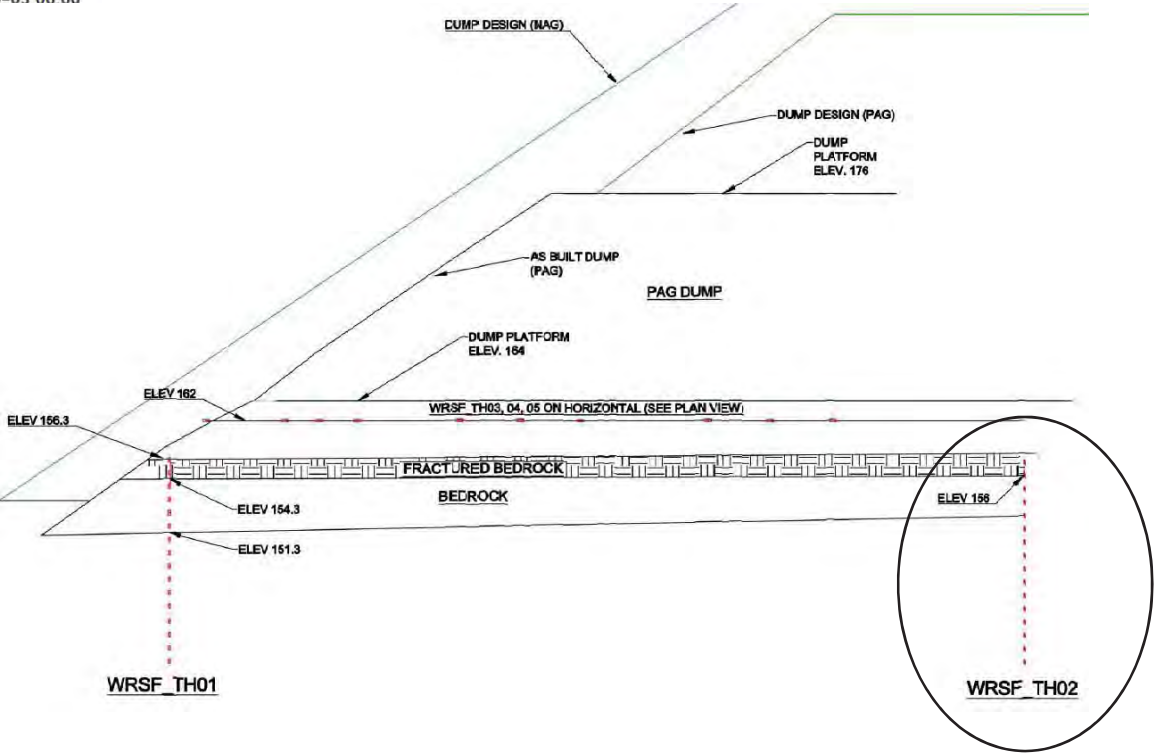 DUMP DESIGN (NAG)
DUMP DESIGN (PAG)
DUMP
PLATFORM
ELEV. 176
AS BUILT DUMP
(PAG)
PAG DUMP
DUMP PLATFORM
ELEV. 164
ELEV 162
WRSF_TH03, 04, 05 ON HORIZONTAL (SEE PLAN VIEW)
ELEV 156.3
FRACTURED BEDROCK
BEDROCK
ELEV 156
ELEV 154.3
ELEV 151.3
WRSF_TH01
WRSF_TH02